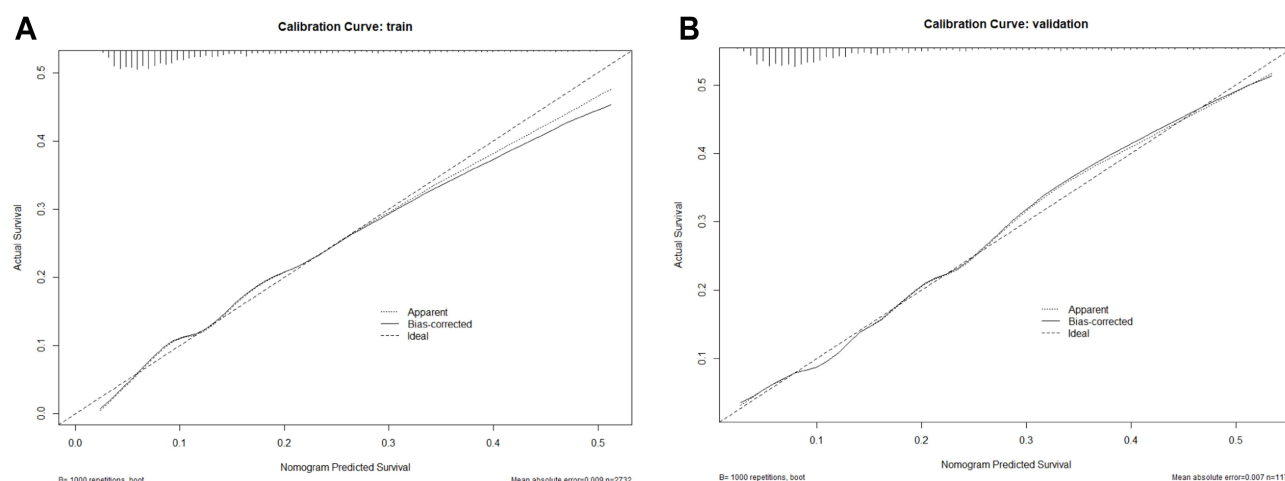 A
Calibration Curve: train
Actual Survival
0.5
0.4
0.3
0.2
0.1
0.0
Apparent
Bias-corrected
Ideal
0.0 0.1 0.2 0.3 0.4 0.5
Nomogram Predicted Survival
B= 1000 repetitions, boot
Mean absolute error=0.009 n=2732
B
Calibration Curve: validation
Actual Survival
0.5
0.4
0.3
0.2
0.1
Apparent
Bias-corrected
Ideal
0.1 0.2 0.3 0.4 0.5
Nomogram Predicted Survival
B= 1000 repetitions, boot
Mean absolute error=0.007